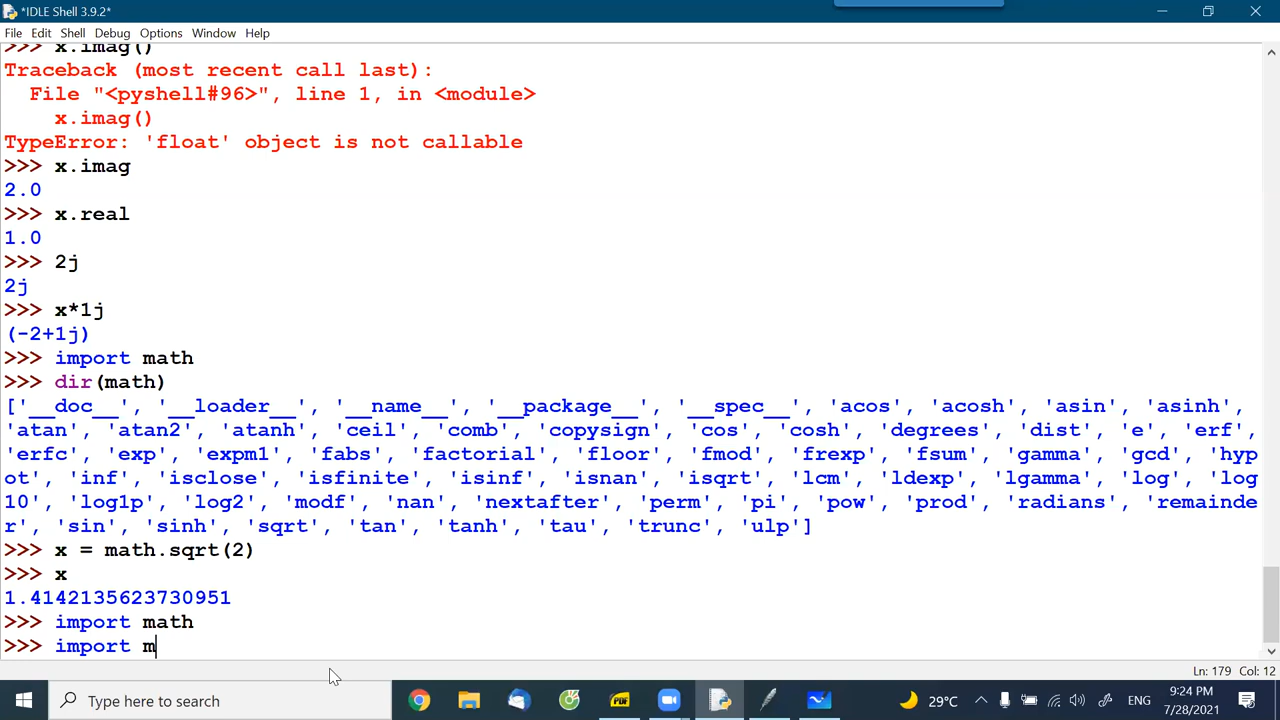 *IDLE Shell 3.9.2*
File Edit Shell Debug Options Window Help
>>> x.imag()
Traceback (most recent call last):
  File "<pyshell#96>", line 1, in <module>
    x.imag()
TypeError: 'float' object is not callable
>>> x.imag
2.0
>>> x.real
1.0
>>> 2j
2j
>>> x*1j
(-2+1j)
>>> import math
>>> dir(math)
['__doc__', '__loader__', '__name__', '__package__', '__spec__', 'acos', 'acosh', 'asin', 'asinh',
'atan', 'atan2', 'atanh', 'ceil', 'comb', 'copysign', 'cos', 'cosh', 'degrees', 'dist', 'e', 'erf',
'erfc', 'exp', 'expm1', 'fabs', 'factorial', 'floor', 'fmod', 'frexp', 'fsum', 'gamma', 'gcd', 'hyp
ot', 'inf', 'isclose', 'isfinite', 'isinf', 'isnan', 'isqrt', 'lcm', 'ldexp', 'lgamma', 'log', 'log
10', 'log1p', 'log2', 'modf', 'nan', 'nextafter', 'perm', 'pi', 'pow', 'prod', 'radians', 'remainde
r', 'sin', 'sinh', 'sqrt', 'tan', 'tanh', 'tau', 'trunc', 'ulp']
>>> x = math.sqrt(2)
>>> x
1.4142135623730951
>>> import math
>>> import m
Ln: 179 Col: 12
Type here to search
PDF
29°C
ENG
9:24 PM
7/28/2021